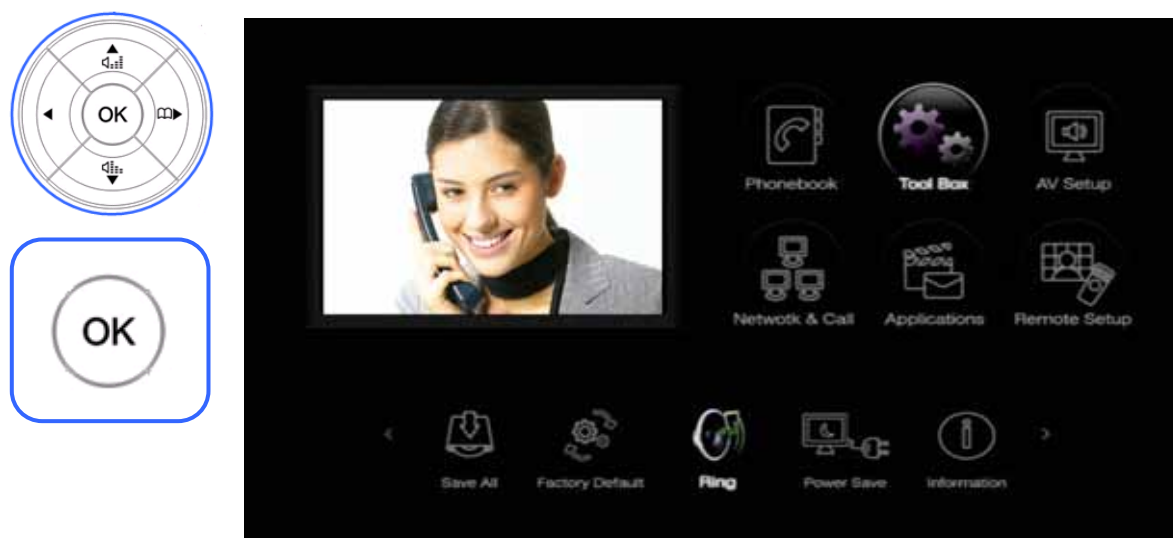 OK
OK
Phonebook
Tool Box
AV Setup
Netwotk & Call
Applications
Remote Setup
Save All
Factory Default
Ring
Power Save
Information